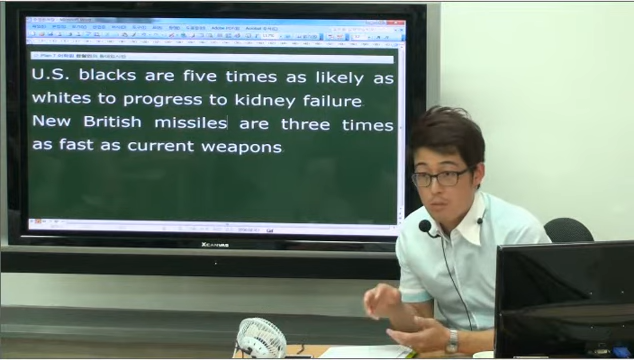 U.S. blacks are five times as likely as
whites to progress to kidney failure
New British missiles are three times
as fast as current weapons
XCANVAS